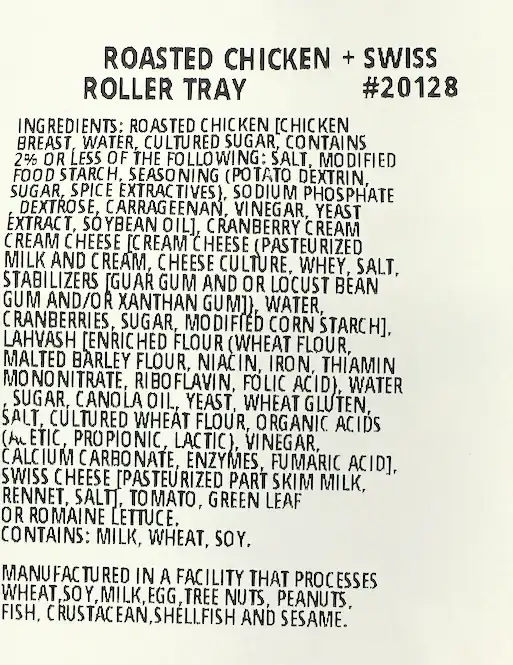 ROASTED CHICKEN + SWISS
ROLLER TRAY #20128
INGREDIENTS: ROASTED CHICKEN [CHICKEN
BREAST, WATER, CULTURED SUGAR, CONTAINS
2% OR LESS OF THE FOLLOWING: SALT, MODIFIED
FOOD STARCH, SEASONING (POTATO DEXTRIN,
SUGAR, SPICE EXTRACTIVES), SODIUM PHOSPHATE
, DEXTROSE, CARRAGEENAN, VINEGAR, YEAST
EXTRACT, SOYBEAN OIL], CRANBERRY CREAM
CREAM CHEESE [CREAM CHEESE (PASTEURIZED
MILK AND CREAM, CHEESE CULTURE, WHEY, SALT,
STABILIZERS [GUAR GUM AND OR LOCUST BEAN
GUM AND/OR XANTHAN GUM]), WATER,
CRANBERRIES, SUGAR, MODIFIED CORN STARCH],
LAHVASH [ENRICHED FLOUR (WHEAT FLOUR,
MALTED BARLEY FLOUR, NIACIN, IRON, THIAMIN
MONONITRATE, RIBOFLAVIN, FOLIC ACID), WATER
, SUGAR, CANOLA OIL, YEAST, WHEAT GLUTEN,
SALT, CULTURED WHEAT FLOUR, ORGANIC ACIDS
(ACETIC, PROPIONIC, LACTIC), VINEGAR,
CALCIUM CARBONATE, ENZYMES, FUMARIC ACID],
SWISS CHEESE [PASTEURIZED PART SKIM MILK,
RENNET, SALT], TOMATO, GREEN LEAF
OR ROMAINE LETTUCE.
CONTAINS: MILK, WHEAT, SOY.
MANUFACTURED IN A FACILITY THAT PROCESSES
WHEAT,SOY,MILK,EGG,TREE NUTS, PEANUTS,
FISH, CRUSTACEAN,SHELLFISH AND SESAME.